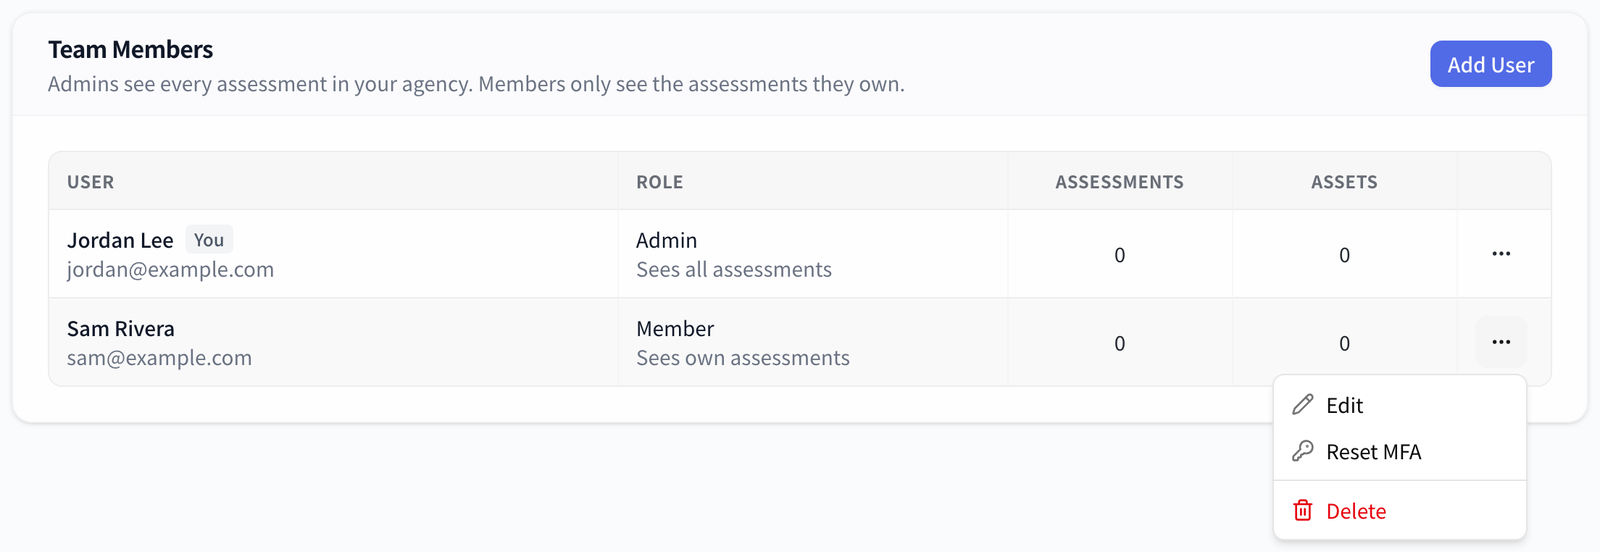 Team Members
Admins see every assessment in your agency. Members only see the assessments they own.
Add User
USER ROLE ASSESSMENTS ASSETS
Jordan Lee You
jordan@example.com
Admin
Sees all assessments
0 0 ...
Sam Rivera
sam@example.com
Member
Sees own assessments
0 0 ...
Edit
Reset MFA
Delete